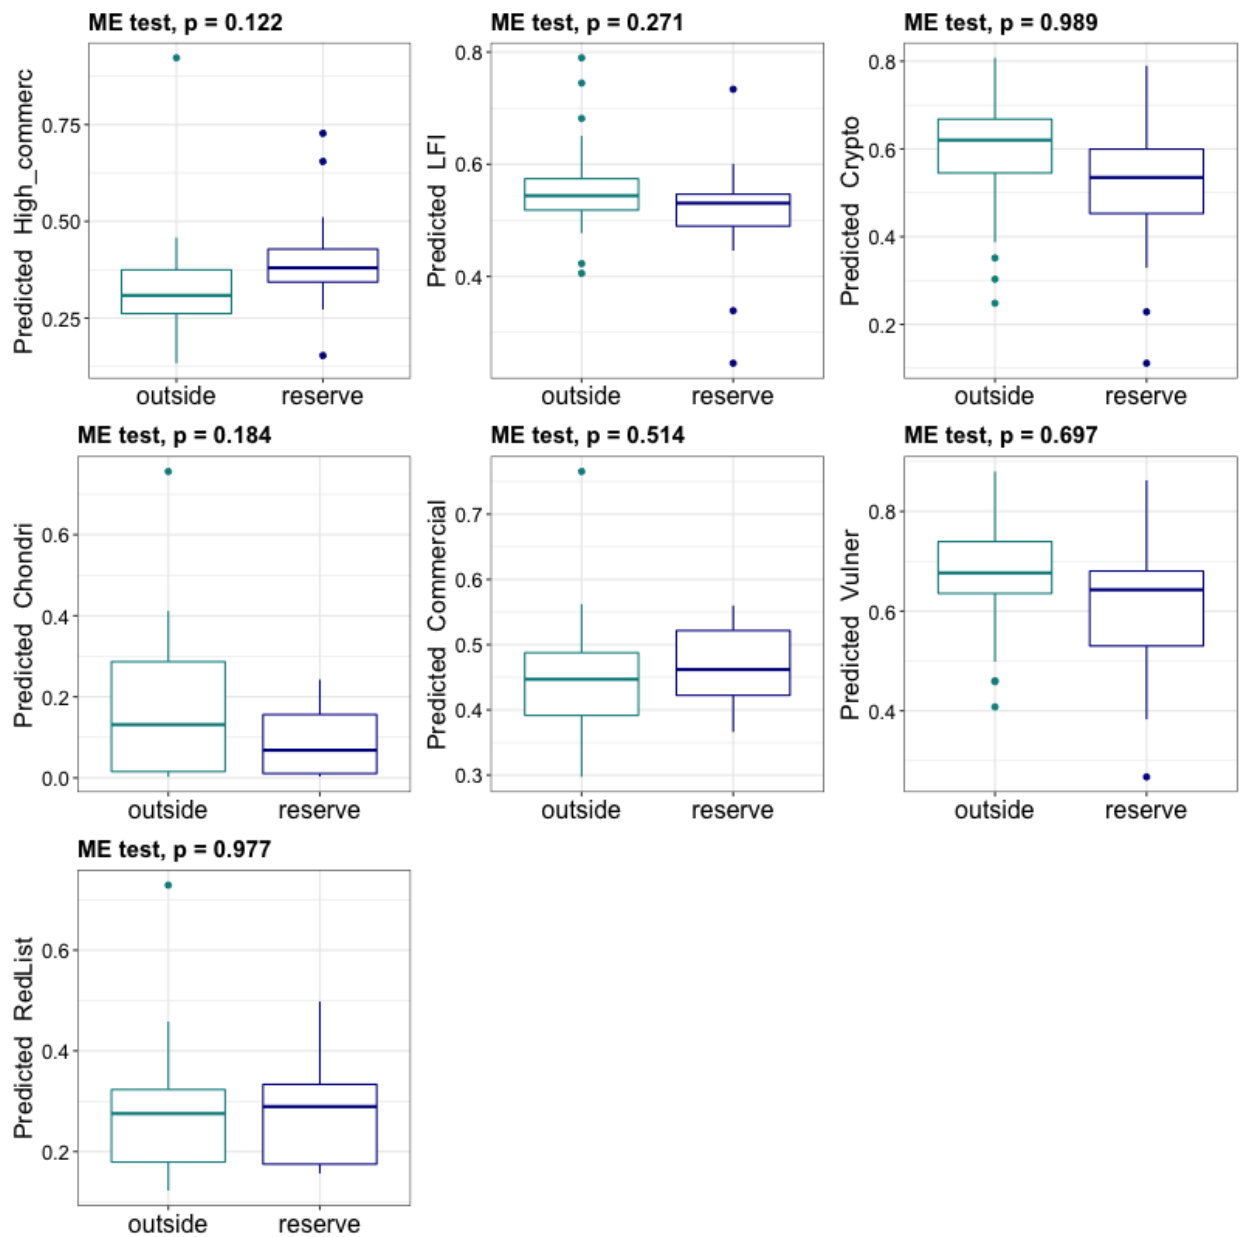 ME test, p = 0.122
Predicted High_commerc
0.75
0.50
0.25
outside reserve
ME test, p = 0.271
Predicted LFI
0.8
0.6
0.4
outside reserve
ME test, p = 0.989
Predicted Crypto
0.8
0.6
0.4
0.2
outside reserve
ME test, p = 0.184
Predicted Chondri
0.6
0.4
0.2
0.0
outside reserve
ME test, p = 0.514
Predicted Commercial
0.7
0.6
0.5
0.4
0.3
outside reserve
ME test, p = 0.697
Predicted Vulner
0.8
0.6
0.4
outside reserve
ME test, p = 0.977
Predicted RedList
0.6
0.4
0.2
outside reserve